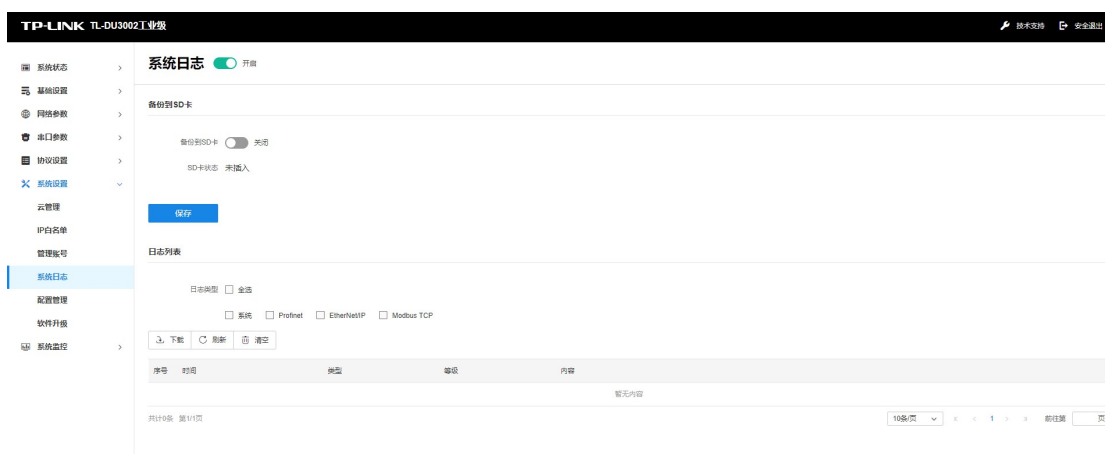 TP-LINK TL-DU3002工业级 技术支持 安全退出
系统状态
基础设置
网络参数
串口参数
协议设置
系统设置
云管理
IP白名单
管理账号
系统日志
配置管理
软件升级
系统监控
系统日志 开启
备份到SD卡
备份到SD卡 关闭
SD卡状态 未插入
保存
日志列表
日志类型 全选
系统 Profinet EtherNet/IP Modbus TCP
下载 刷新 清空
序号 时间 类型 等级 内容
暂无内容
共计0条 第1/1页 10条/页 « < 1 > » 前往第 页